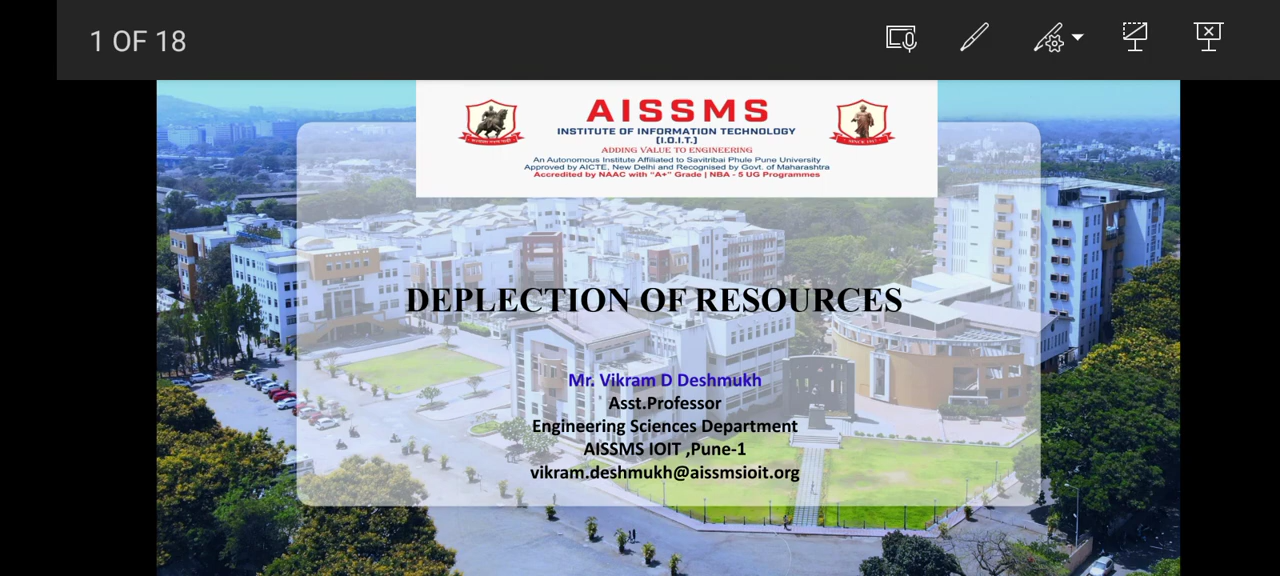 1 OF 18
AISSMS
INSTITUTE OF INFORMATION TECHNOLOGY
(I.O.I.T.)
ADDING VALUE TO ENGINEERING
An Autonomous Institute Affiliated to Savitribai Phule Pune University
Approved by AICTE, New Delhi and Recognised by Govt. of Maharashtra
Accredited by NAAC with "A+" Grade | NBA - 5 UG Programmes
SINCE 1917
DEPLECTION OF RESOURCES
Mr. Vikram D Deshmukh
Asst.Professor
Engineering Sciences Department
AISSMS IOIT ,Pune-1
vikram.deshmukh@aissmsioit.org